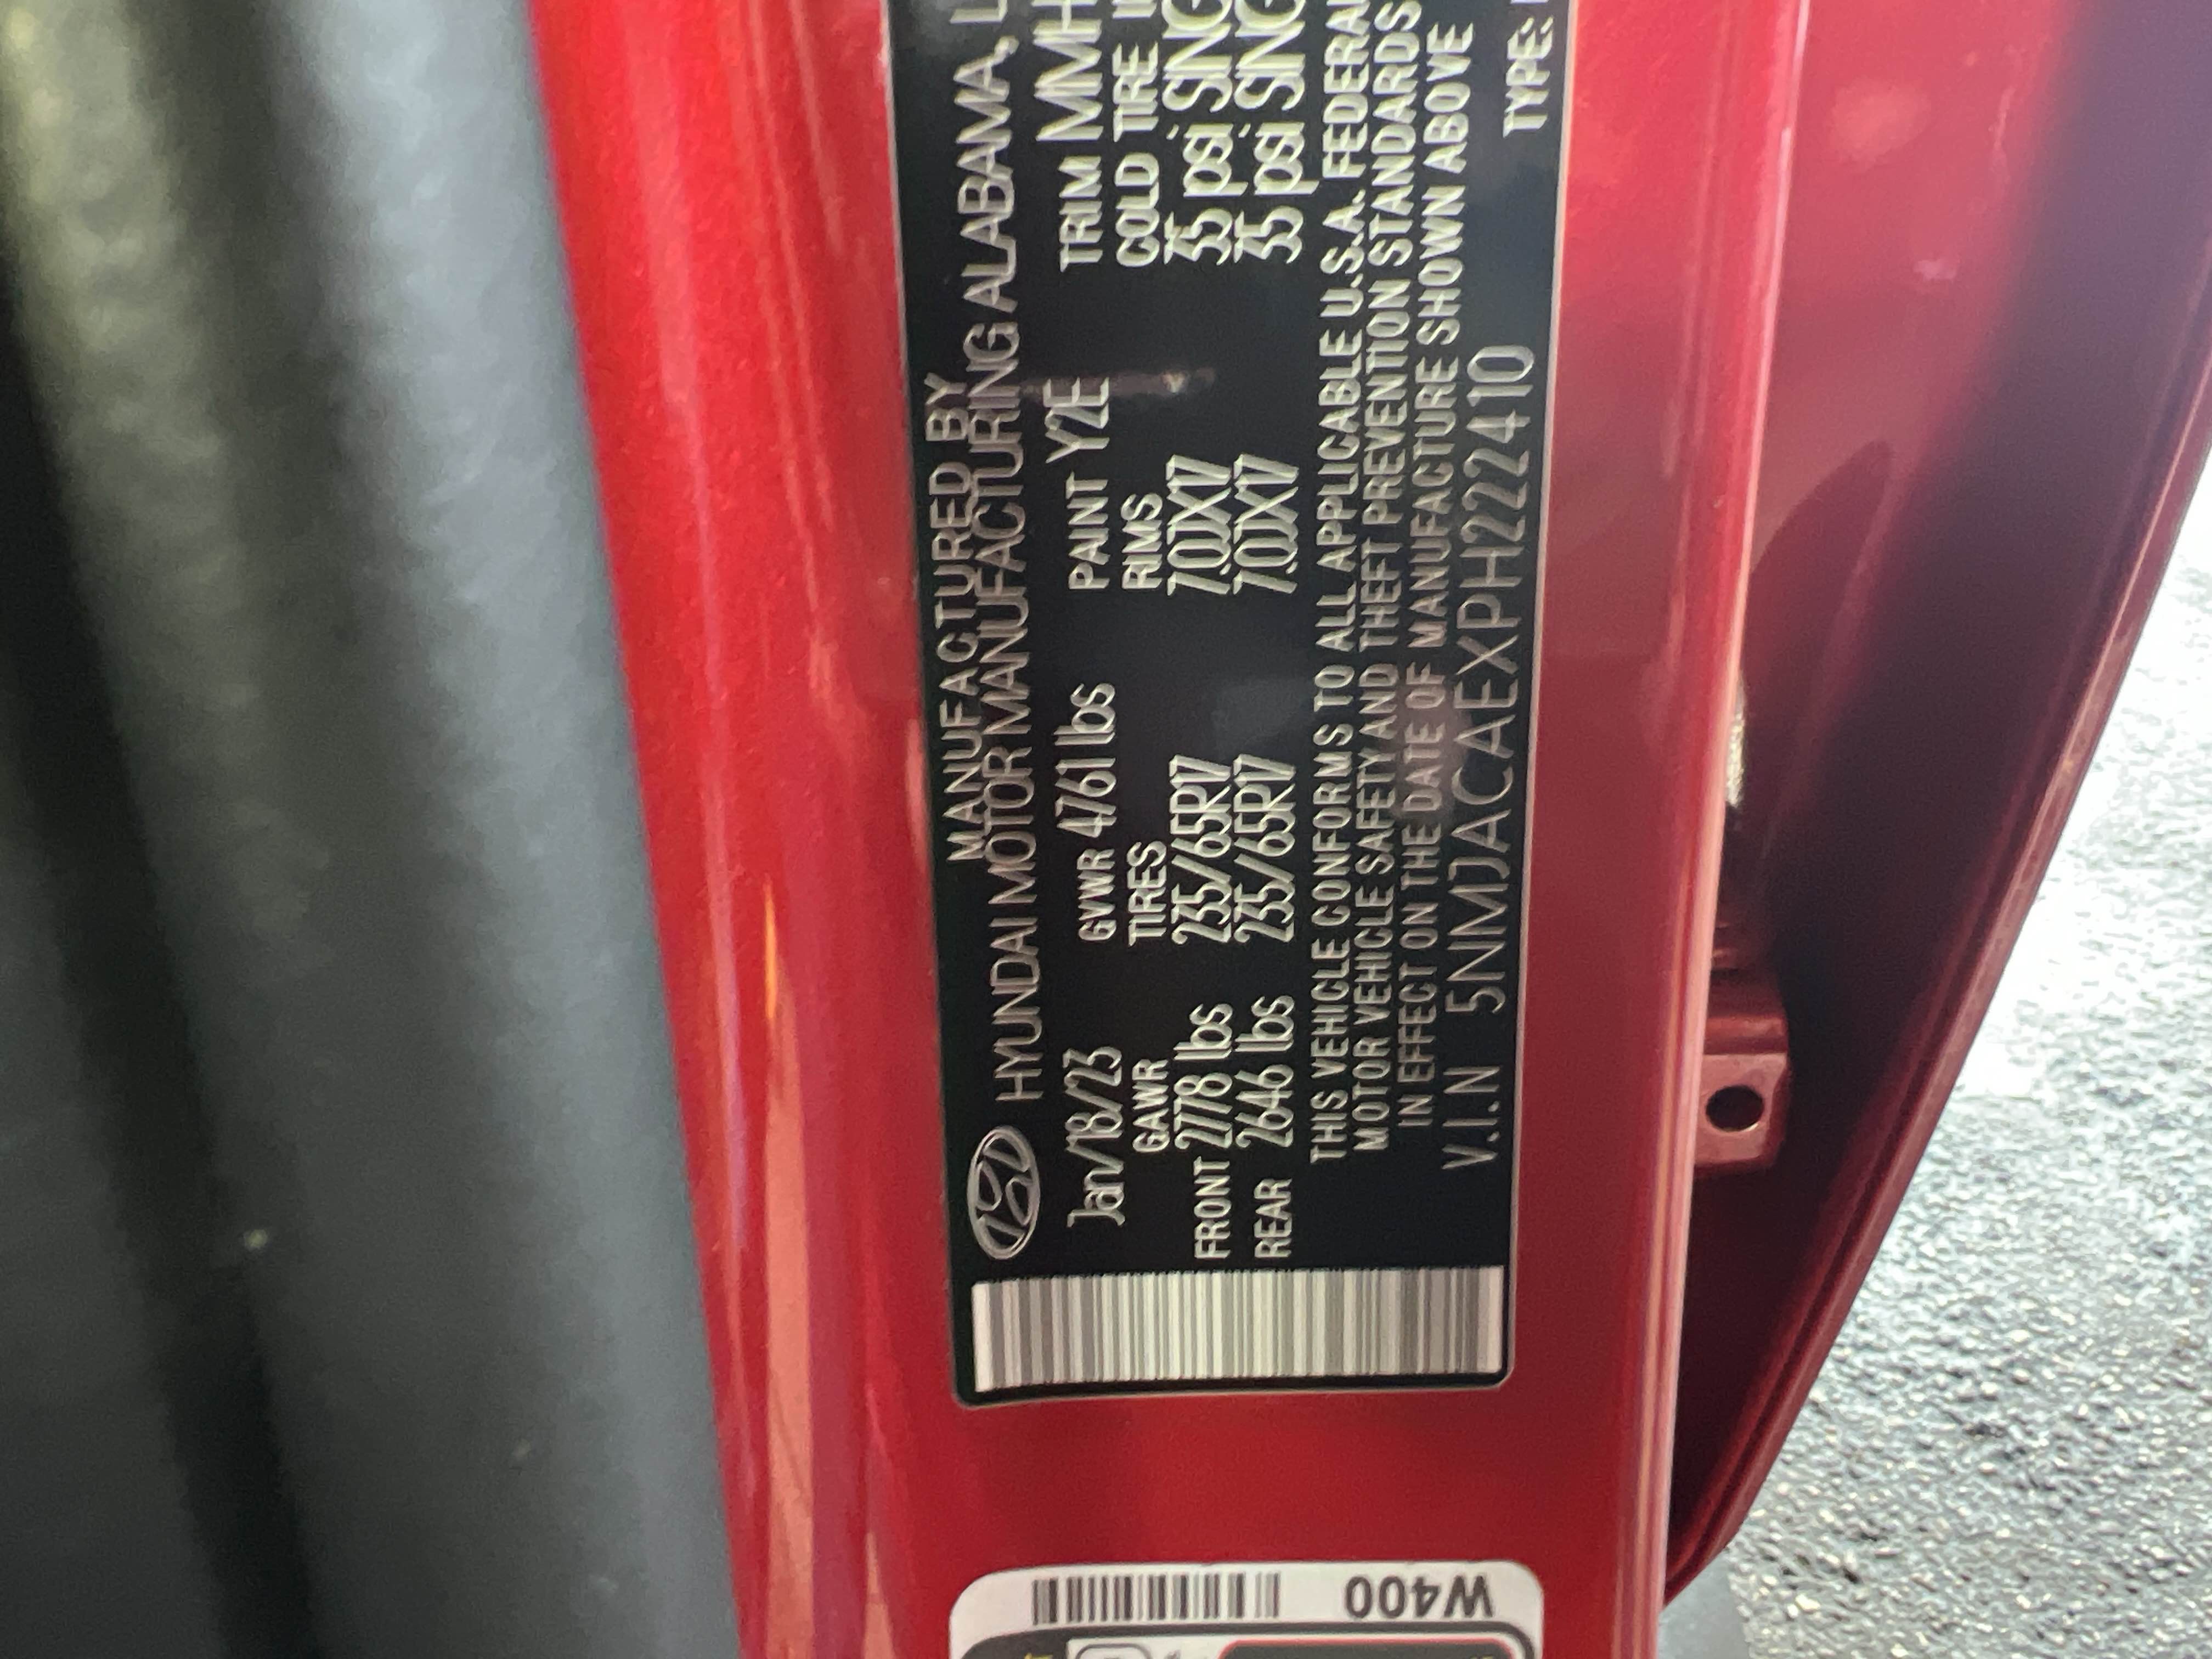 MANUFACTURED BY
HYUNDAI MOTOR MANUFACTURING ALABAMA, L
Jan/18/23 GVWR 4761 lbs PAINT Y2E TRIM MMH
GAWR TIRES RIMS COLD TIRE
FRONT 2778 lbs 235/65R17 7.0JX17 35 psi SING
REAR 2646 lbs 235/65R17 7.0JX17 35 psi SING
THIS VEHICLE CONFORMS TO ALL APPLICABLE U.S.A. FEDERAL
MOTOR VEHICLE SAFETY AND THEFT PREVENTION STANDARDS
IN EFFECT ON THE DATE OF MANUFACTURE SHOWN ABOVE
V.I.N 5NMJACAEXPH222410 TYPE:
W400